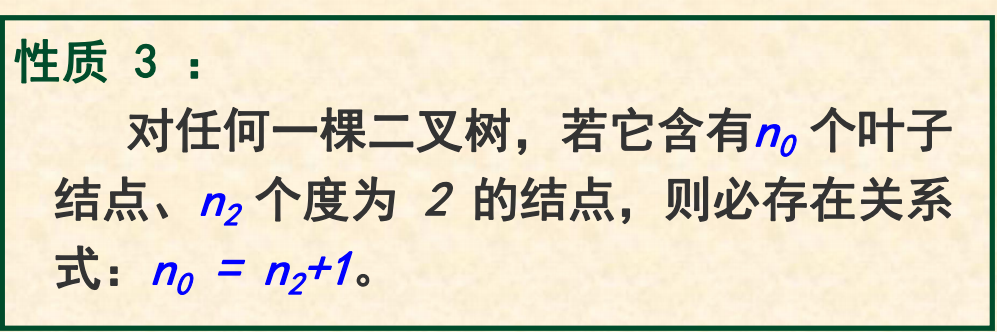 性质 3 ：
对任何一棵二叉树，若它含有n₀ 个叶子
结点、n₂ 个度为 2 的结点，则必存在关系
式：n₀ = n₂+1。